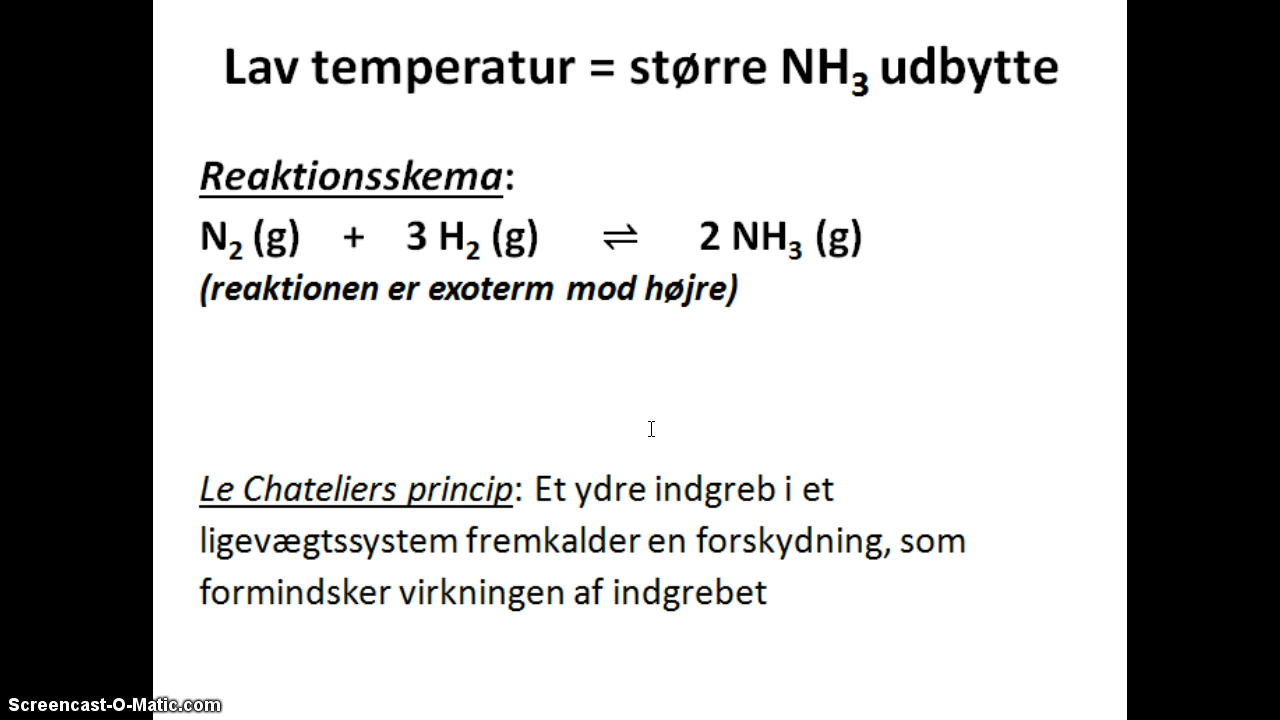 Lav temperatur = større NH₃ udbytte
Reaktionsskema:
N₂ (g) + 3 H₂ (g) ⇌ 2 NH₃ (g)
(reaktionen er exoterm mod højre)
Le Chateliers princip: Et ydre indgreb i et
ligevægtssystem fremkalder en forskydning, som
formindsker virkningen af indgrebet
Screencast-O-Matic.com